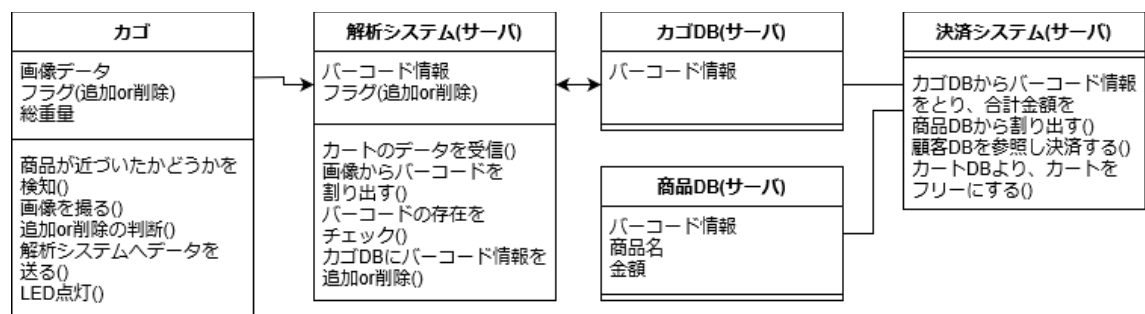 カゴ
画像データ
フラグ(追加or削除)
総重量
商品が近づいたかどうかを
検知()
画像を撮る()
追加or削除の判断()
解析システムへデータを
送る()
LED点灯()
解析システム(サーバ)
バーコード情報
フラグ(追加or削除)
カートのデータを受信()
画像からバーコードを
割り出す()
バーコードの存在を
チェック()
カゴDBにバーコード情報を
追加or削除()
カゴDB(サーバ)
バーコード情報
商品DB(サーバ)
バーコード情報
商品名
金額
決済システム(サーバ)
カゴDBからバーコード情報
をとり、合計金額を
商品DBから割り出す()
顧客DBを参照し決済する()
カートDBより、カートを
フリーにする()